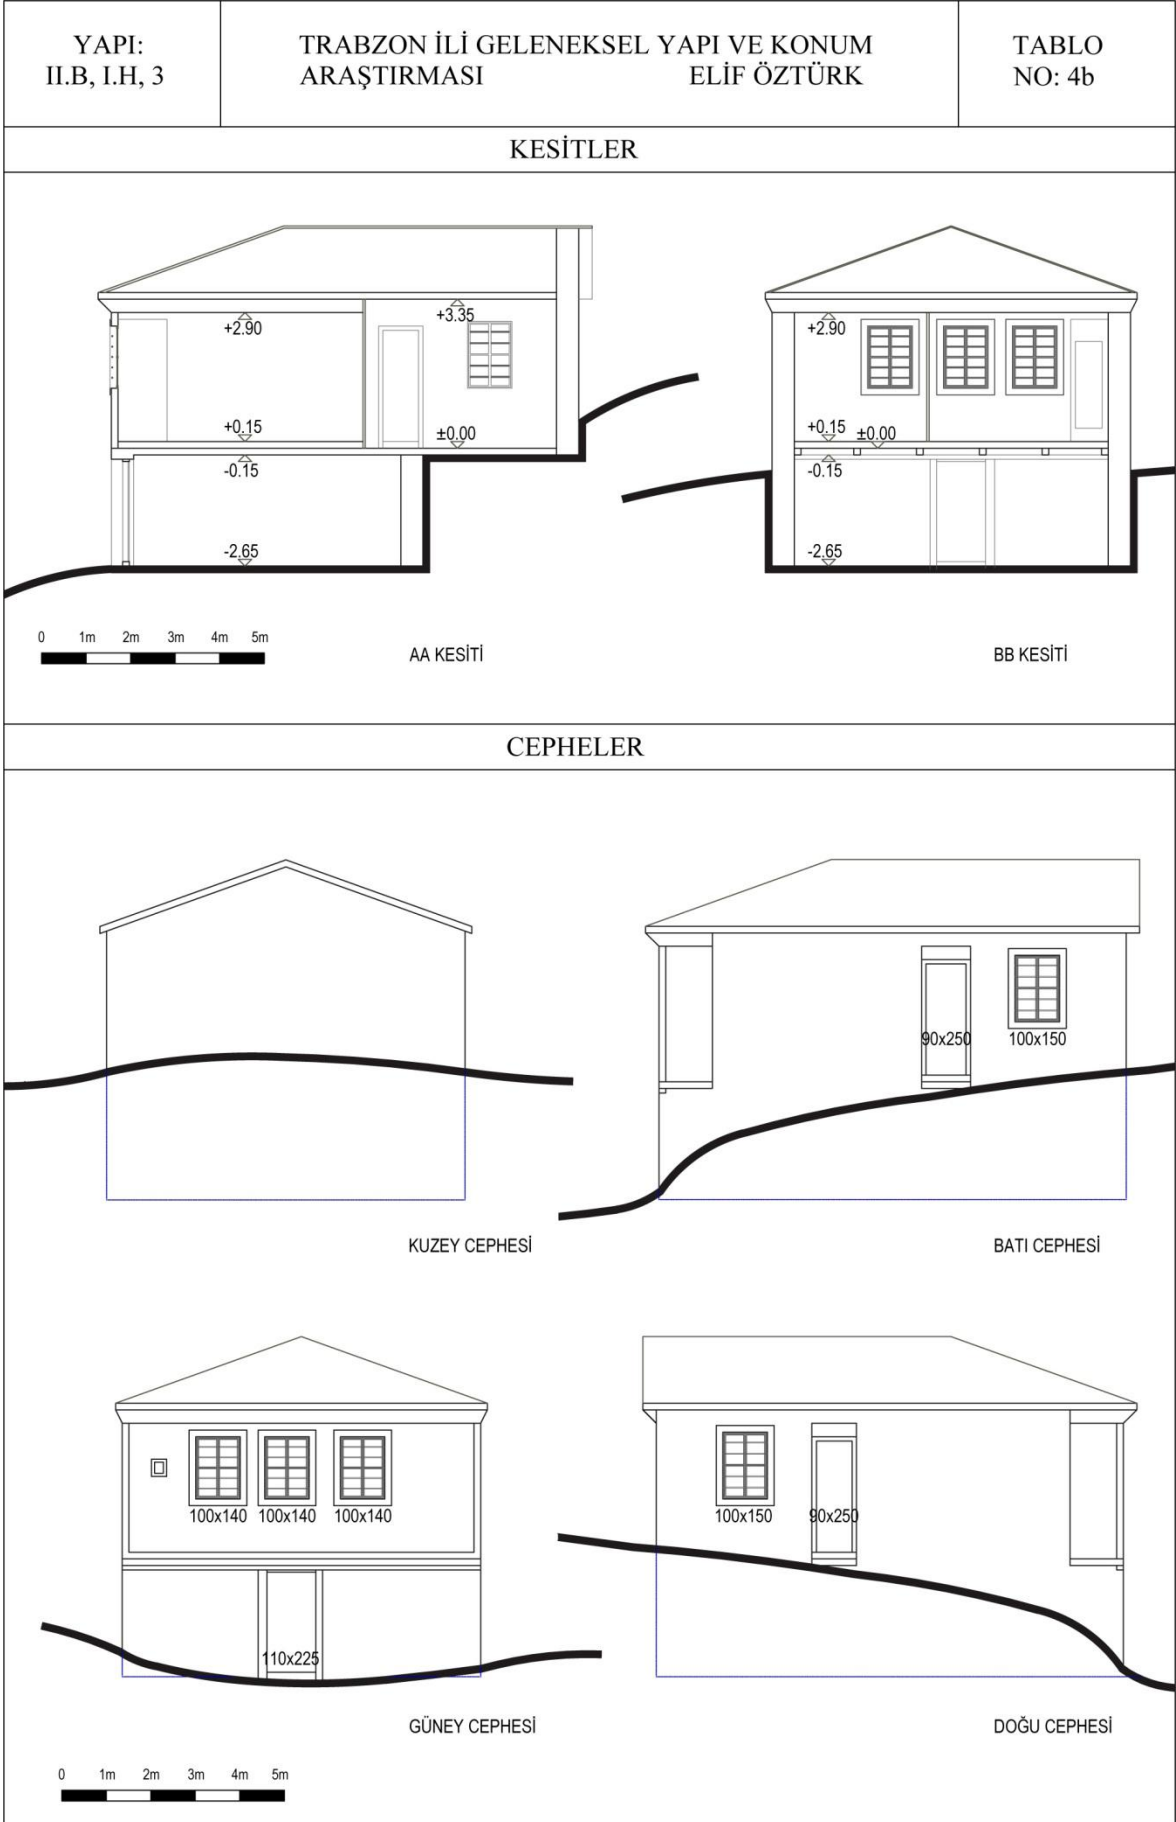 YAPI:
II.B, I.H, 3
TRABZON İLİ GELENEKSEL YAPI VE KONUM
ARAŞTIRMASI ELİF ÖZTÜRK
TABLO
NO: 4b
KESİTLER
+2.90
+3.35
+0.15
±0.00
-0.15
-2.65
+2.90
+0.15
±0.00
-0.15
-2.65
0 1m 2m 3m 4m 5m
AA KESİTİ
BB KESİTİ
CEPHELER
90x250
100x150
KUZEY CEPHESİ
BATI CEPHESİ
100x140 100x140 100x140
110x225
100x150
90x250
GÜNEY CEPHESİ
DOĞU CEPHESİ
0 1m 2m 3m 4m 5m